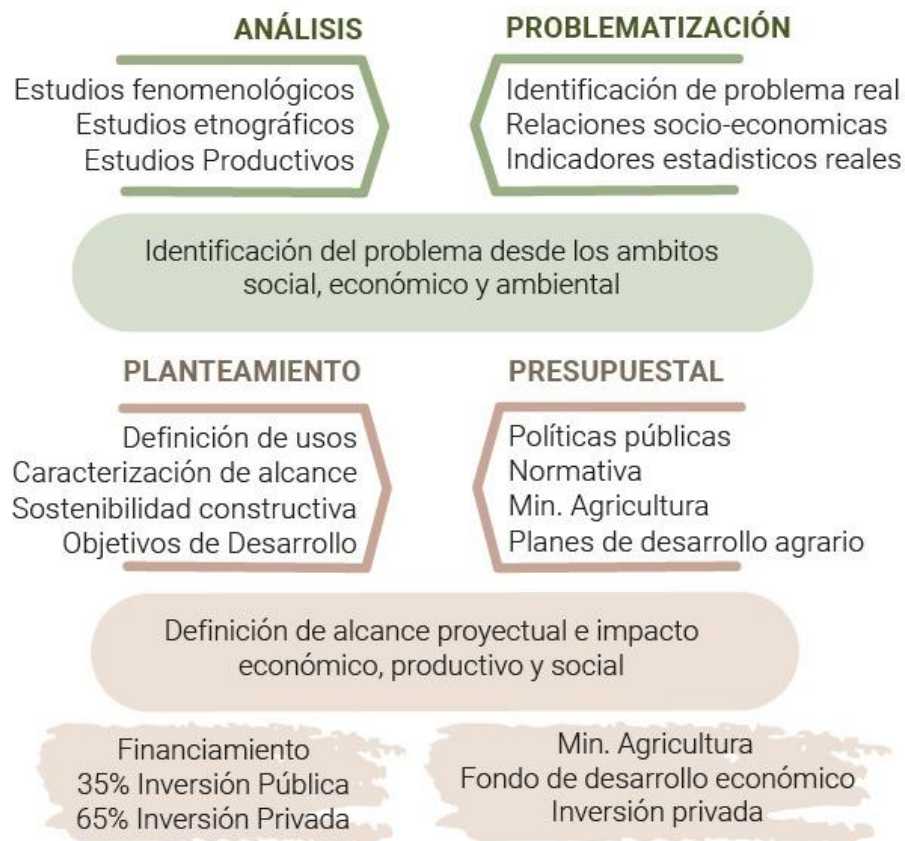 ANÁLISIS
Estudios fenomenológicos
Estudios etnográficos
Estudios Productivos
PROBLEMATIZACIÓN
Identificación de problema real
Relaciones socio-economicas
Indicadores estadisticos reales
Identificación del problema desde los ambitos
social, económico y ambiental
PLANTEAMIENTO
Definición de usos
Caracterización de alcance
Sostenibilidad constructiva
Objetivos de Desarrollo
PRESUPUESTAL
Políticas públicas
Normativa
Min. Agricultura
Planes de desarrollo agrario
Definición de alcance proyectual e impacto
económico, productivo y social
Financiamiento
35% Inversión Pública
65% Inversión Privada
Min. Agricultura
Fondo de desarrollo económico
Inversión privada